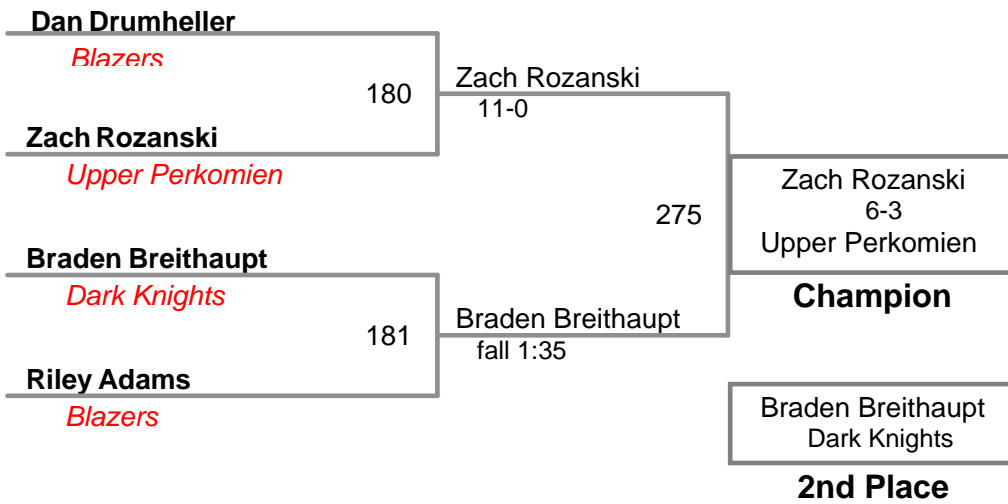 Dan Drumheller
Blazers
180
Zach Rozanski
11-0
Zach Rozanski
Upper Perkomien
275
Zach Rozanski
6-3
Upper Perkomien
Champion
Braden Breithaupt
Dark Knights
181
Braden Breithaupt
fall 1:35
Riley Adams
Blazers
Braden Breithaupt
Dark Knights
2nd Place